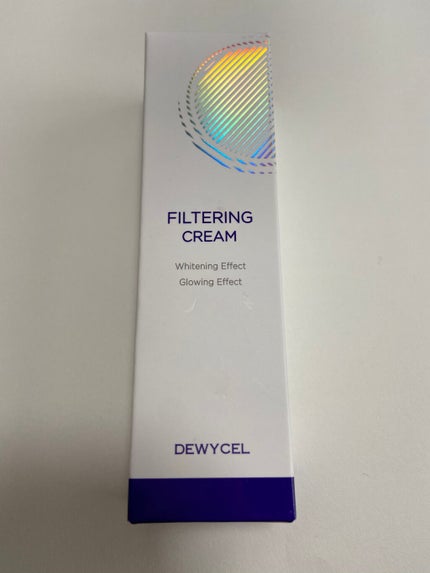 FILTERING
CREAM
Whitening Effect
Glowing Effect
DEWYCEL